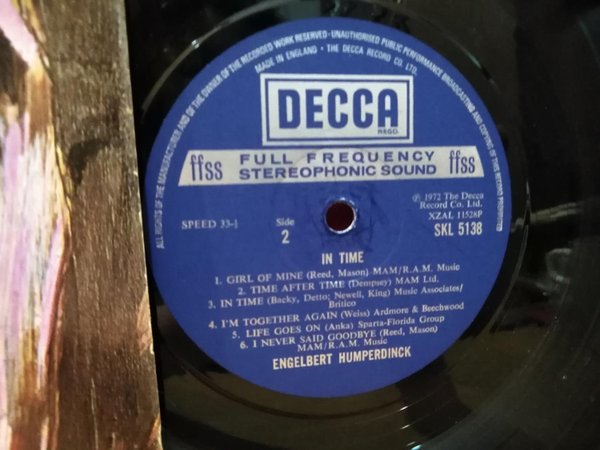 ALL RIGHTS OF THE MANUFACTURER AND OF THE OWNER OF THE RECORDED WORK RESERVED · UNAUTHORISED PUBLIC PERFORMANCE BROADCASTING AND COPYING OF THIS RECORD PROHIBITED
MADE IN ENGLAND · THE DECCA RECORD CO. LTD.
DECCA
REGD.
ffss FULL FREQUENCY STEREOPHONIC SOUND ffss
℗ 1972 The Decca
Record Co. Ltd.
XZAL 11528P
SPEED 33⅓ Side 2 SKL 5138
IN TIME
1. GIRL OF MINE (Reed, Mason) MAM/R.A.M. Music
2. TIME AFTER TIME (Dempsey) MAM Ltd.
3. IN TIME (Backy, Detto; Newell, King) Music Associates/
Britico
4. I'M TOGETHER AGAIN (Weiss) Ardmore & Beechwood
5. LIFE GOES ON (Anka) Sparta-Florida Group
6. I NEVER SAID GOODBYE (Reed, Mason)
MAM/R.A.M. Music
ENGELBERT HUMPERDINCK